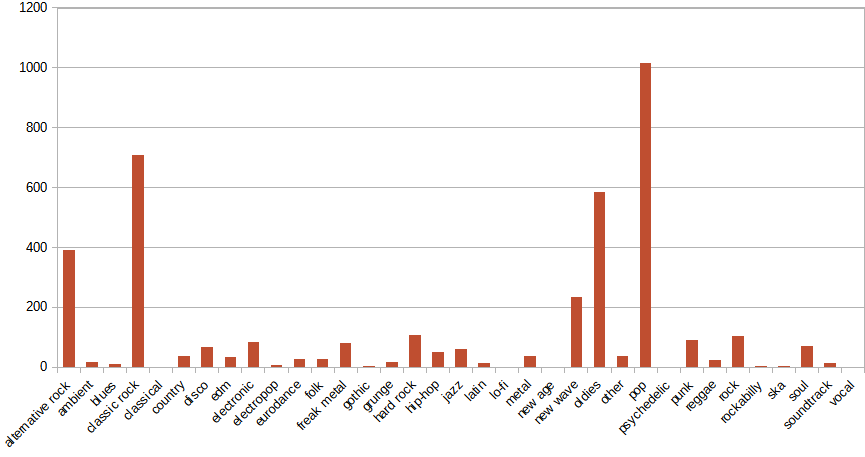 1200
1000
800
600
400
200
0
alternative rock
ambient
blues
classic rock
classical
country
disco
edm
electronic
electropop
eurodance
folk
freak metal
gothic
grunge
hard rock
hip-hop
jazz
latin
lo-fi
metal
new age
new wave
oldies
other
pop
psychedelic
punk
reggae
rock
rockabilly
ska
soul
soundtrack
vocal